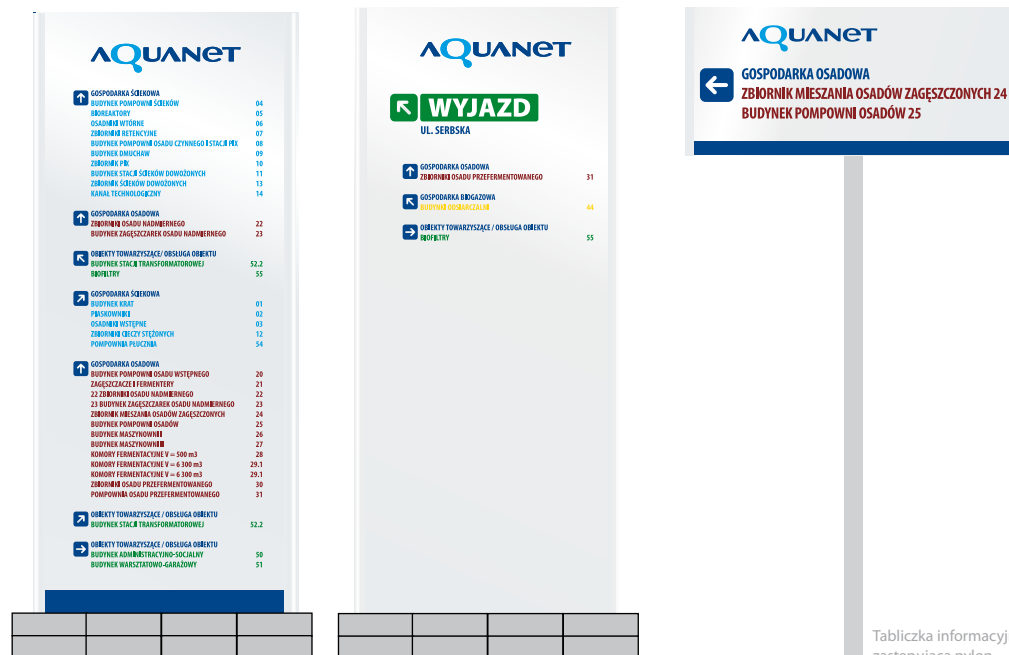 AQUANET
GOSPODARKA ŚCIEKOWA
BUDYNEK POMPOWNI ŚCIEKÓW 04
BIOREAKTORY 05
OSADNIKI WTÓRNE 06
ZBIORNIKI RETENCYJNE 07
BUDYNEK POMPOWNI OSADU CZYNNEGO I STACJI PIX 08
BUDYNEK DMUCHAW 09
ZBIORNIK PIX 10
BUDYNEK STACJI ŚCIEKÓW DOWOŻONYCH 11
ZBIORNIK ŚCIEKÓW DOWOŻONYCH 13
KANAŁ TECHNOLOGICZNY 14
GOSPODARKA OSADOWA
ZBIORNIKI OSADU NADMIERNEGO 22
BUDYNEK ZAGĘSZCZAREK OSADU NADMIERNEGO 23
OBIEKTY TOWARZYSZĄCE/ OBSŁUGA OBIEKTU
BUDYNEK STACJI TRANSFORMATOROWEJ 52.2
BIOFILTRY 55
GOSPODARKA ŚCIEKOWA
BUDYNEK KRAT 01
PIASKOWNIKI 02
OSADNIKI WSTĘPNE 03
ZBIORNIKI CIECZY STĘŻONYCH 12
POMPOWNIA PŁUCZNIA 54
GOSPODARKA OSADOWA
BUDYNEK POMPOWNI OSADU WSTĘPNEGO 20
ZAGĘSZCZACZE I FERMENTERY 21
22 ZBIORNIKI OSADU NADMIERNEGO 22
23 BUDYNEK ZAGĘSZCZAREK OSADU NADMIERNEGO 23
ZBIORNIK MIESZANIA OSADÓW ZAGĘSZCZONYCH 24
BUDYNEK POMPOWNI OSADÓW 25
BUDYNEK MASZYNOWNI I 26
BUDYNEK MASZYNOWNI II 27
KOMORY FERMENTACYJNE V = 500 m3 28
KOMORY FERMENTACYJNE V = 6 300 m3 29.1
KOMORY FERMENTACYJNE V = 6 300 m3 29.1
ZBIORNIKI OSADU PRZEFERMENTOWANEGO 30
POMPOWNIA OSADU PRZEFERMENTOWANEGO 31
OBIEKTY TOWARZYSZĄCE / OBSŁUGA OBIEKTU
BUDYNEK STACJI TRANSFORMATOROWEJ 52.2
OBIEKTY TOWARZYSZĄCE / OBSŁUGA OBIEKTU
BUDYNEK ADMINISTRACYJNO-SOCJALNY 50
BUDYNEK WARSZTATOWO-GARAŻOWY 51
AQUANET
WYJAZD
UL. SERBSKA
GOSPODARKA OSADOWA
ZBIORNIKI OSADU PRZEFERMENTOWANEGO 31
GOSPODARKA BIOGAZOWA
BUDYNKI ODSIARCZALNI 44
OBIEKTY TOWARZYSZĄCE / OBSŁUGA OBIEKTU
BIOFILTRY 55
AQUANET
GOSPODARKA OSADOWA
ZBIORNIK MIESZANIA OSADÓW ZAGĘSZCZONYCH 24
BUDYNEK POMPOWNI OSADÓW 25
Tabliczka informacyj